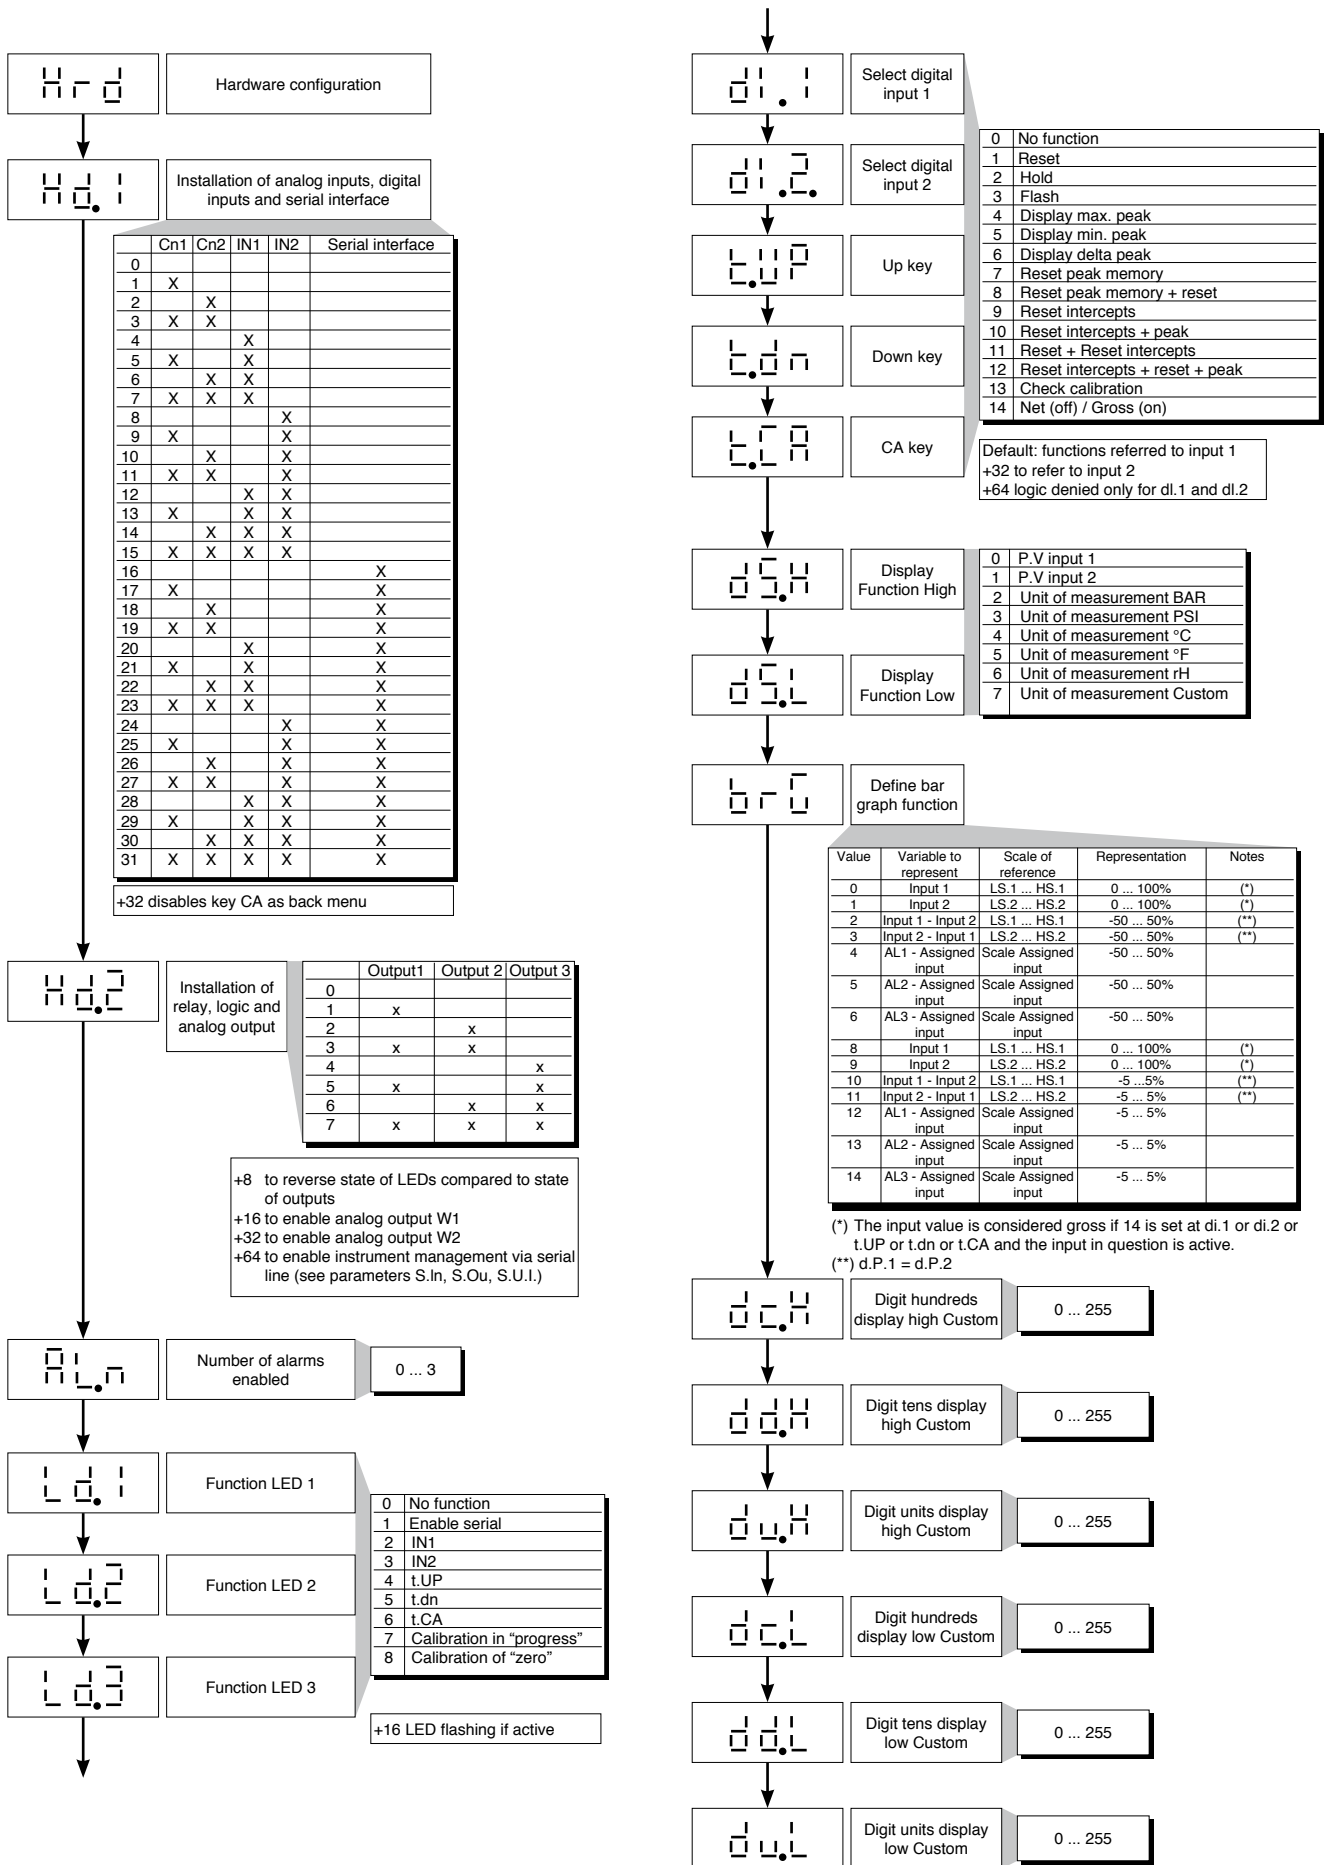 Hrd
Hardware configuration
Hd.1
Installation of analog inputs, digital
inputs and serial interface
Cn1 Cn2 IN1 IN2 Serial interface
0
1 X
2 X
3 X X
4 X
5 X X
6 X X
7 X X X
8 X
9 X X
10 X X
11 X X X
12 X X
13 X X X
14 X X X
15 X X X X
16 X
17 X X
18 X X
19 X X X
20 X X
21 X X X
22 X X X
23 X X X X
24 X X
25 X X X
26 X X X
27 X X X X
28 X X X
29 X X X X
30 X X X X
31 X X X X X
+32 disables key CA as back menu
Hd.2
Installation of
relay, logic and
analog output
Output1 Output 2 Output 3
0
1 x
2 x
3 x x
4 x
5 x x
6 x x
7 x x x
+8 to reverse state of LEDs compared to state
of outputs
+16 to enable analog output W1
+32 to enable analog output W2
+64 to enable instrument management via serial
line (see parameters S.In, S.Ou, S.U.I.)
AL.n
Number of alarms
enabled
0 ... 3
Ld.1
Function LED 1
Ld.2
Function LED 2
Ld.3
Function LED 3
0 No function
1 Enable serial
2 IN1
3 IN2
4 t.UP
5 t.dn
6 t.CA
7 Calibration in “progress”
8 Calibration of “zero”
+16 LED flashing if active
dI.1
Select digital
input 1
dI.2.
Select digital
input 2
t.UP
Up key
t.dn
Down key
t.CA
CA key
0 No function
1 Reset
2 Hold
3 Flash
4 Display max. peak
5 Display min. peak
6 Display delta peak
7 Reset peak memory
8 Reset peak memory + reset
9 Reset intercepts
10 Reset intercepts + peak
11 Reset + Reset intercepts
12 Reset intercepts + reset + peak
13 Check calibration
14 Net (off) / Gross (on)
Default: functions referred to input 1
+32 to refer to input 2
+64 logic denied only for dI.1 and dI.2
dS.H
Display
Function High
dS.L
Display
Function Low
0 P.V input 1
1 P.V input 2
2 Unit of measurement BAR
3 Unit of measurement PSI
4 Unit of measurement °C
5 Unit of measurement °F
6 Unit of measurement rH
7 Unit of measurement Custom
brG
Define bar
graph function
Value Variable to represent Scale of reference Representation Notes
0 Input 1 LS.1 ... HS.1 0 ... 100% (*)
1 Input 2 LS.2 ... HS.2 0 ... 100% (*)
2 Input 1 - Input 2 LS.1 ... HS.1 -50 ... 50% (**)
3 Input 2 - Input 1 LS.2 ... HS.2 -50 ... 50% (**)
4 AL1 - Assigned input Scale Assigned input -50 ... 50%
5 AL2 - Assigned input Scale Assigned input -50 ... 50%
6 AL3 - Assigned input Scale Assigned input -50 ... 50%
8 Input 1 LS.1 ... HS.1 0 ... 100% (*)
9 Input 2 LS.2 ... HS.2 0 ... 100% (*)
10 Input 1 - Input 2 LS.1 ... HS.1 -5 ...5% (**)
11 Input 2 - Input 1 LS.2 ... HS.2 -5 ... 5% (**)
12 AL1 - Assigned input Scale Assigned input -5 ... 5%
13 AL2 - Assigned input Scale Assigned input -5 ... 5%
14 AL3 - Assigned input Scale Assigned input -5 ... 5%
(*) The input value is considered gross if 14 is set at di.1 or di.2 or
t.UP or t.dn or t.CA and the input in question is active.
(**) d.P.1 = d.P.2
dc.H
Digit hundreds
display high Custom
0 ... 255
dd.H
Digit tens display
high Custom
0 ... 255
du.H
Digit units display
high Custom
0 ... 255
dc.L
Digit hundreds
display low Custom
0 ... 255
dd.L
Digit tens display
low Custom
0 ... 255
du.L
Digit units display
low Custom
0 ... 255